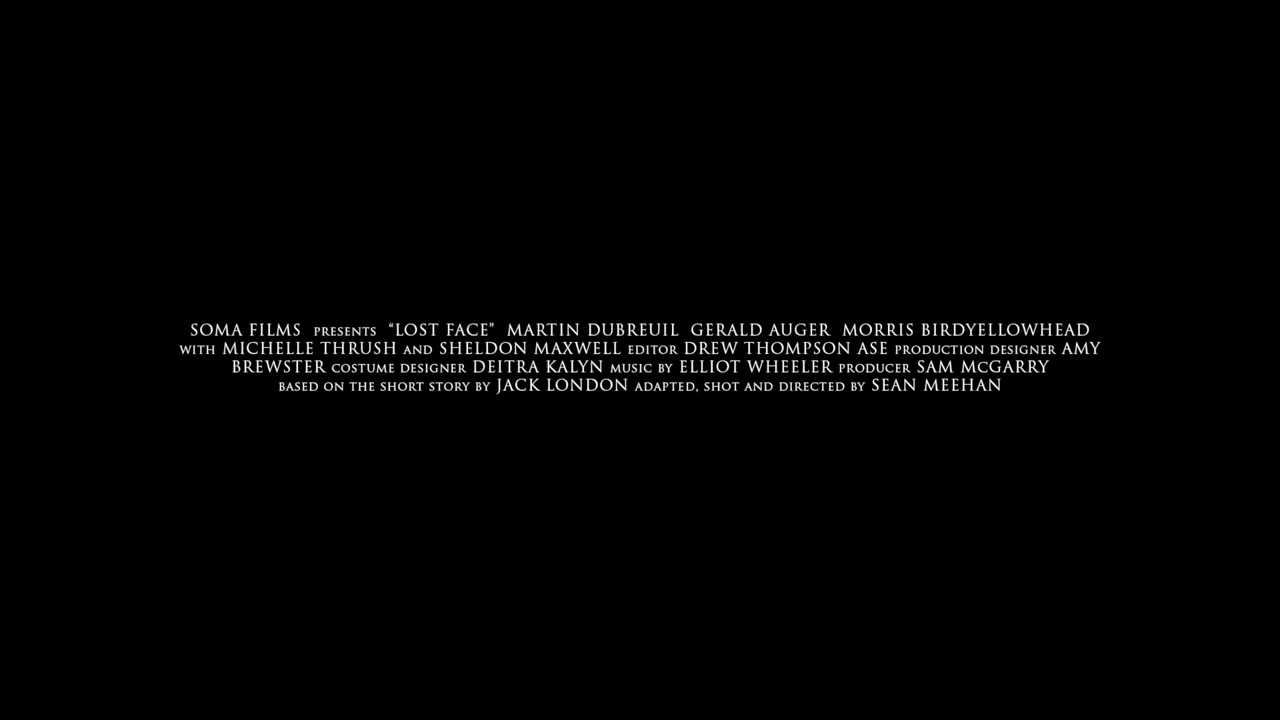 SOMA FILMS PRESENTS “LOST FACE” MARTIN DUBREUIL GERALD AUGER MORRIS BIRDYELLOWHEAD
WITH MICHELLE THRUSH AND SHELDON MAXWELL EDITOR DREW THOMPSON ASE PRODUCTION DESIGNER AMY
BREWSTER COSTUME DESIGNER DEITRA KALYN MUSIC BY ELLIOT WHEELER PRODUCER SAM McGARRY
BASED ON THE SHORT STORY BY JACK LONDON ADAPTED, SHOT AND DIRECTED BY SEAN MEEHAN